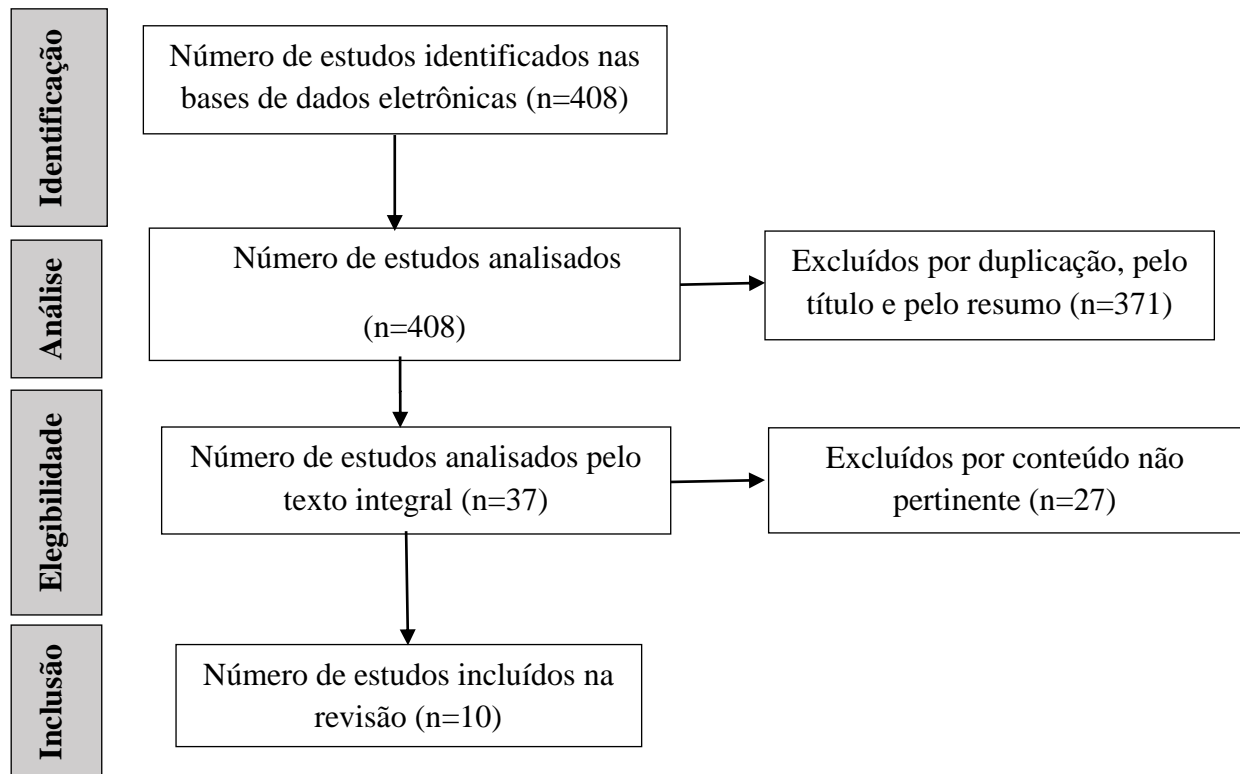 Identificação
Número de estudos identificados nas
bases de dados eletrônicas (n=408)
Análise
Número de estudos analisados
(n=408)
Excluídos por duplicação, pelo
título e pelo resumo (n=371)
Elegibilidade
Número de estudos analisados pelo
texto integral (n=37)
Excluídos por conteúdo não
pertinente (n=27)
Inclusão
Número de estudos incluídos na
revisão (n=10)